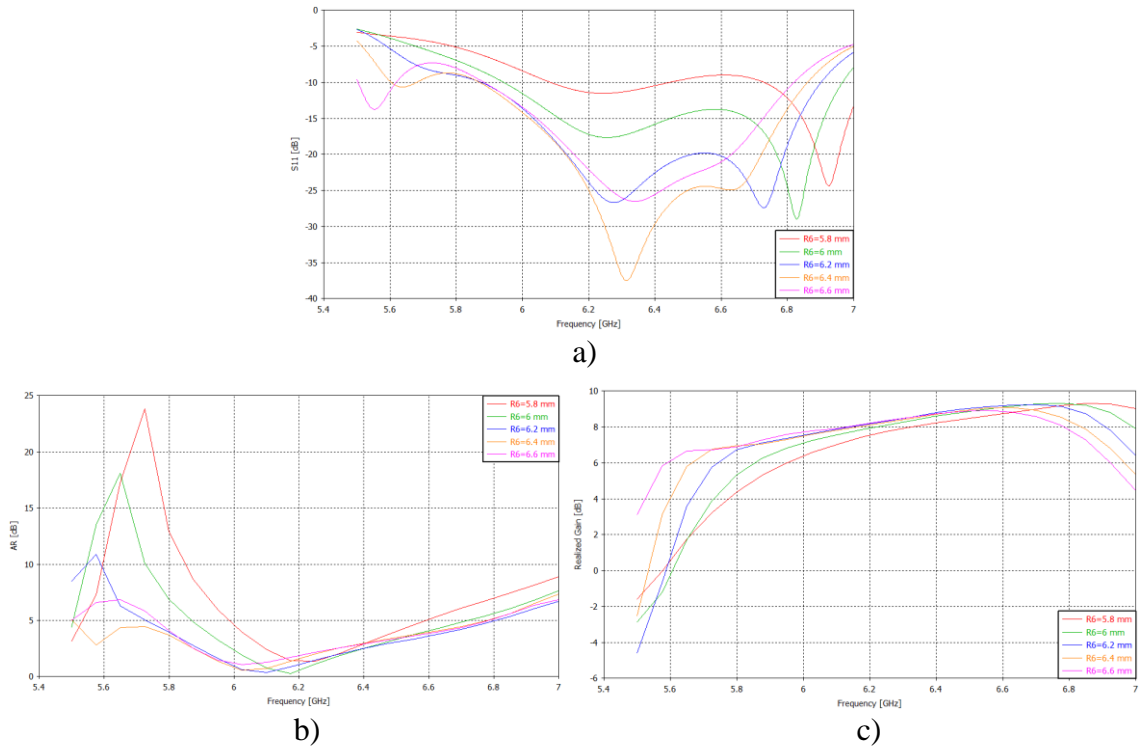 0
-5
-10
-15
-20
-25
-30
-35
-40
S11 [dB]
5.4 5.6 5.8 6 6.2 6.4 6.6 6.8 7
Frequency [GHz]
R6=5.8 mm
R6=6 mm
R6=6.2 mm
R6=6.4 mm
R6=6.6 mm
a)
25
20
15
10
5
0
AR [dB]
5.4 5.6 5.8 6 6.2 6.4 6.6 6.8 7
Frequency [GHz]
R6=5.8 mm
R6=6 mm
R6=6.2 mm
R6=6.4 mm
R6=6.6 mm
b)
10
8
6
4
2
0
-2
-4
-6
Realized Gain [dB]
5.4 5.6 5.8 6 6.2 6.4 6.6 6.8 7
Frequency [GHz]
R6=5.8 mm
R6=6 mm
R6=6.2 mm
R6=6.4 mm
R6=6.6 mm
c)